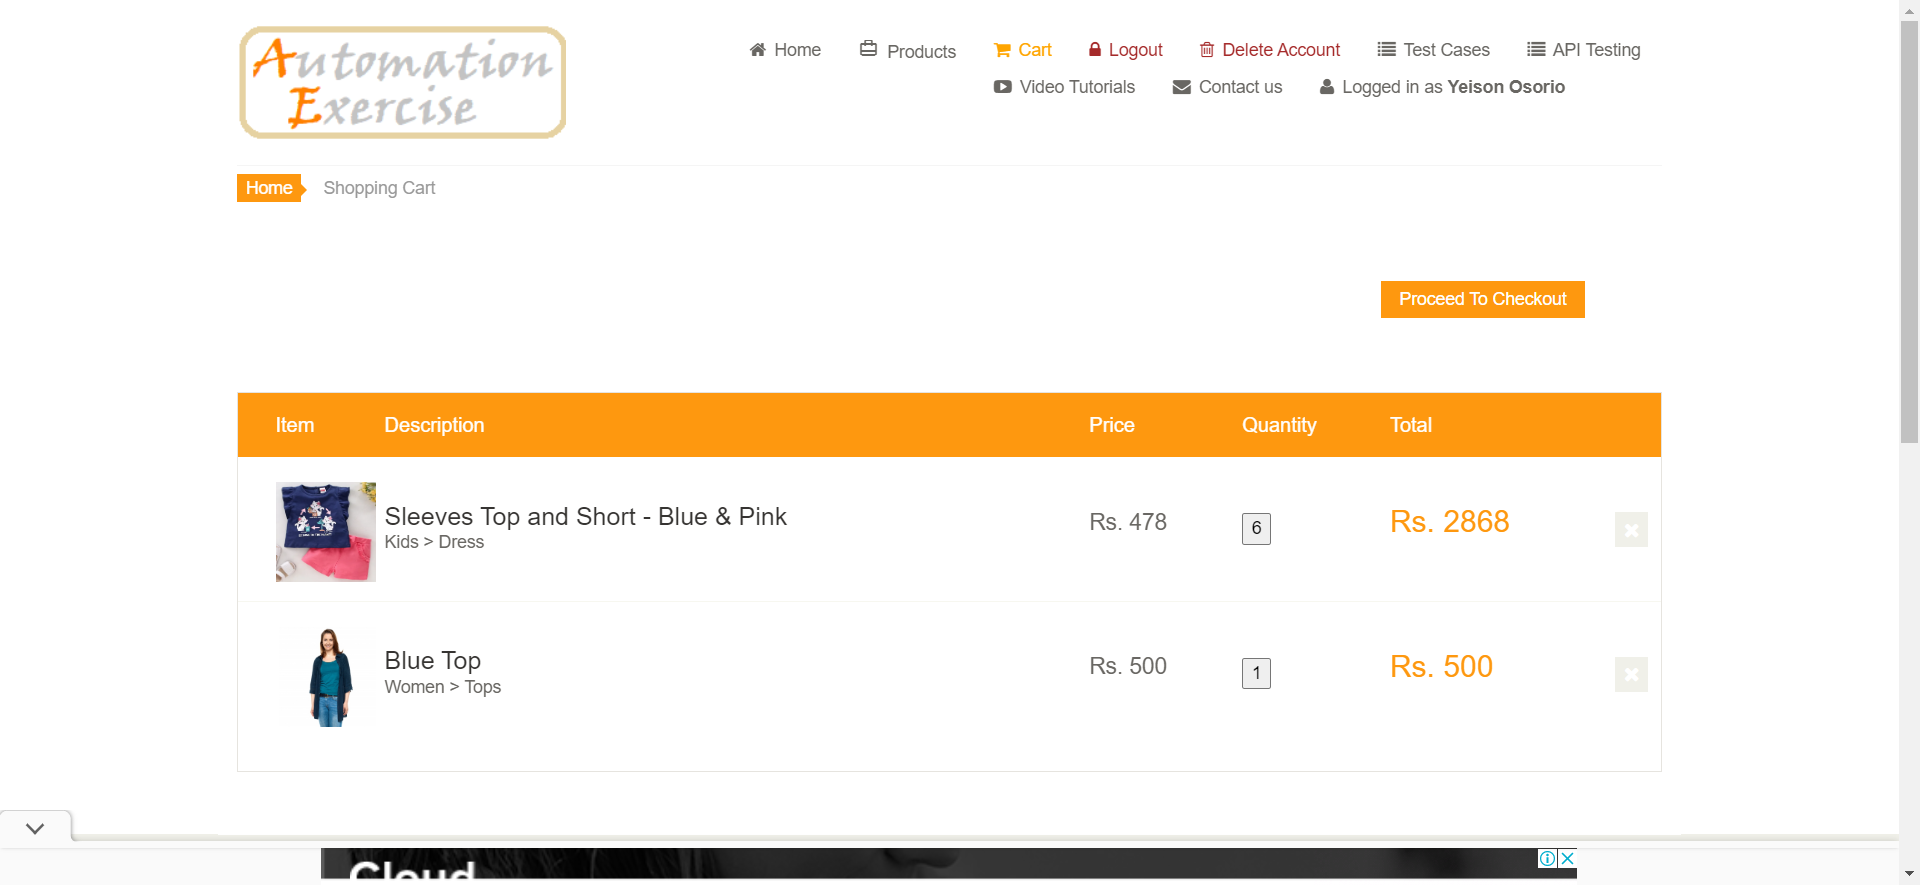 Automation
Exercise
Home
Products
Cart
Logout
Delete Account
Test Cases
API Testing
Video Tutorials
Contact us
Logged in as Yeison Osorio
Home
Shopping Cart
Proceed To Checkout
Item Description Price Quantity Total
Sleeves Top and Short - Blue & Pink
Kids > Dress
Rs. 478
6
Rs. 2868
Blue Top
Women > Tops
Rs. 500
1
Rs. 500
Cloud